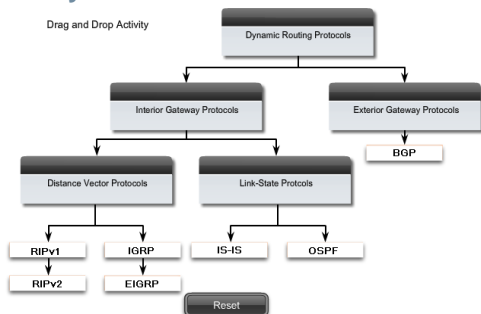 Drag and Drop Activity
Dynamic Routing Protocols
Interior Gateway Protocols
Exterior Gateway Protocols
BGP
Distance Vector Protocols
Link-State Protcols
RIPv1
IGRP
IS-IS
OSPF
RIPv2
EIGRP
Reset